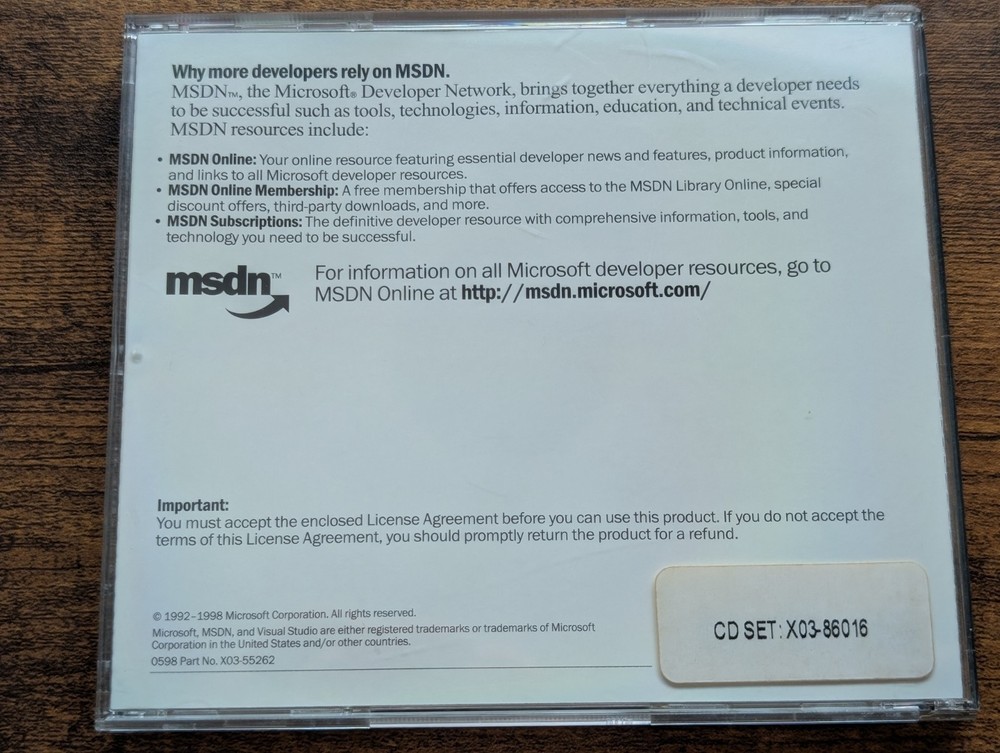 Why more developers rely on MSDN.
MSDN™, the Microsoft® Developer Network, brings together everything a developer needs
to be successful such as tools, technologies, information, education, and technical events.
MSDN resources include:
• MSDN Online: Your online resource featuring essential developer news and features, product information,
and links to all Microsoft developer resources.
• MSDN Online Membership: A free membership that offers access to the MSDN Library Online, special
discount offers, third-party downloads, and more.
• MSDN Subscriptions: The definitive developer resource with comprehensive information, tools, and
technology you need to be successful.
msdn™
For information on all Microsoft developer resources, go to
MSDN Online at http://msdn.microsoft.com/
Important:
You must accept the enclosed License Agreement before you can use this product. If you do not accept the
terms of this License Agreement, you should promptly return the product for a refund.
© 1992–1998 Microsoft Corporation. All rights reserved.
Microsoft, MSDN, and Visual Studio are either registered trademarks or trademarks of Microsoft
Corporation in the United States and/or other countries.
0598 Part No. X03-55262
CD SET: X03-86016